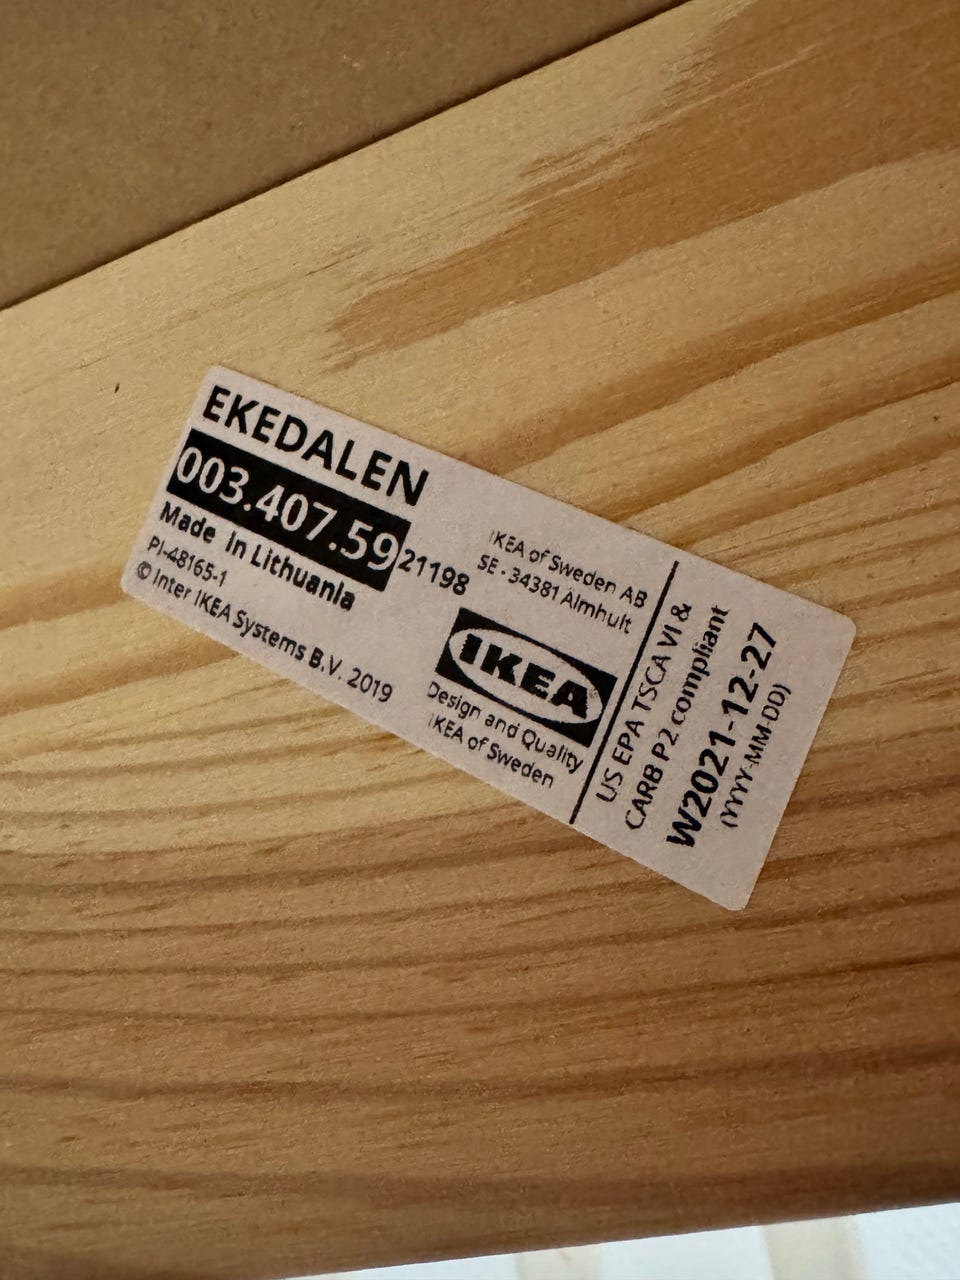 EKEDALEN
003.407.59 21198
Made in Lithuania
PI-48165-1
© Inter IKEA Systems B.V. 2019
IKEA of Sweden AB
SE - 34381 Älmhult
IKEA
Design and Quality
IKEA of Sweden
US EPA TSCA VI &
CARB P2 compliant
W2021-12-27
(YYYY-MM-DD)